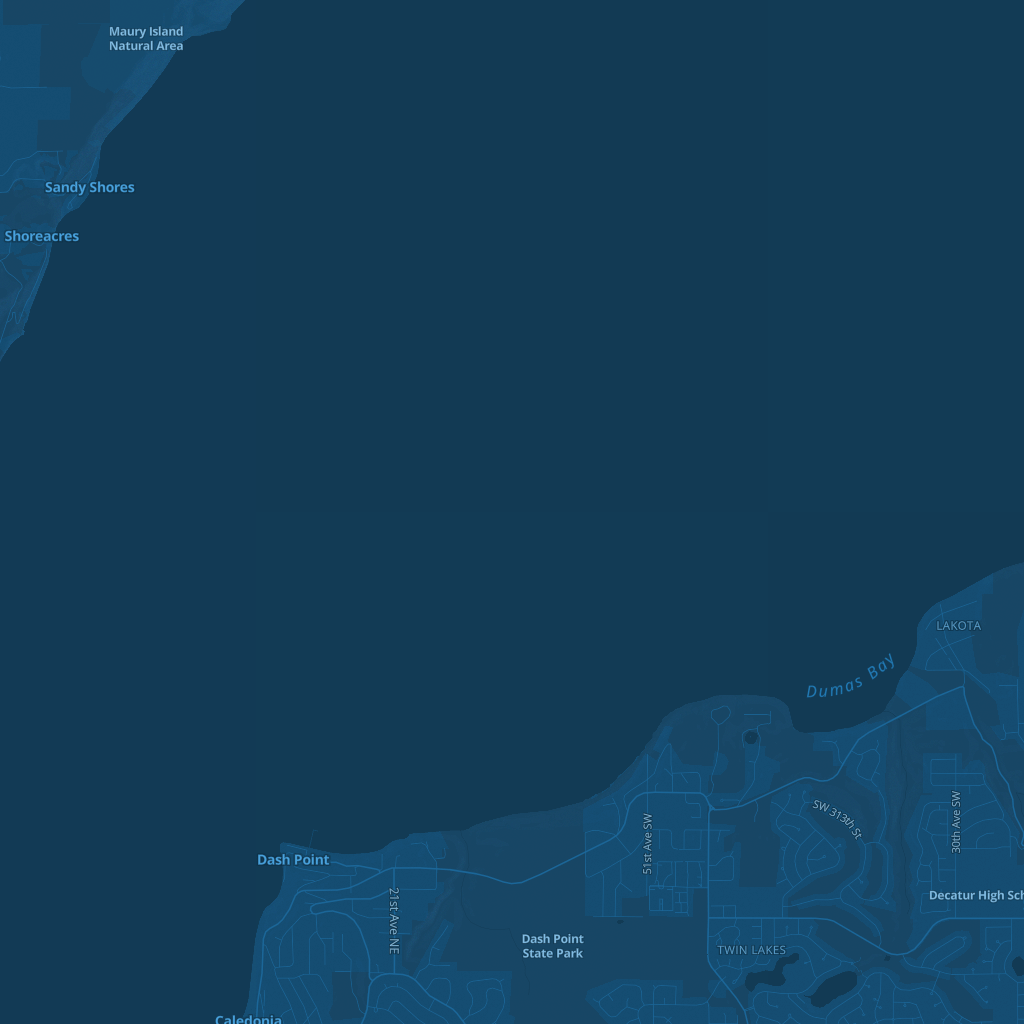 Maury Island
Natural Area
Sandy Shores
Shoreacres
LAKOTA
Dumas Bay
SW 313th St
30th Ave SW
51st Ave SW
Dash Point
21st Ave NE
Decatur High Sch
Dash Point
State Park
TWIN LAKES
Caledonia